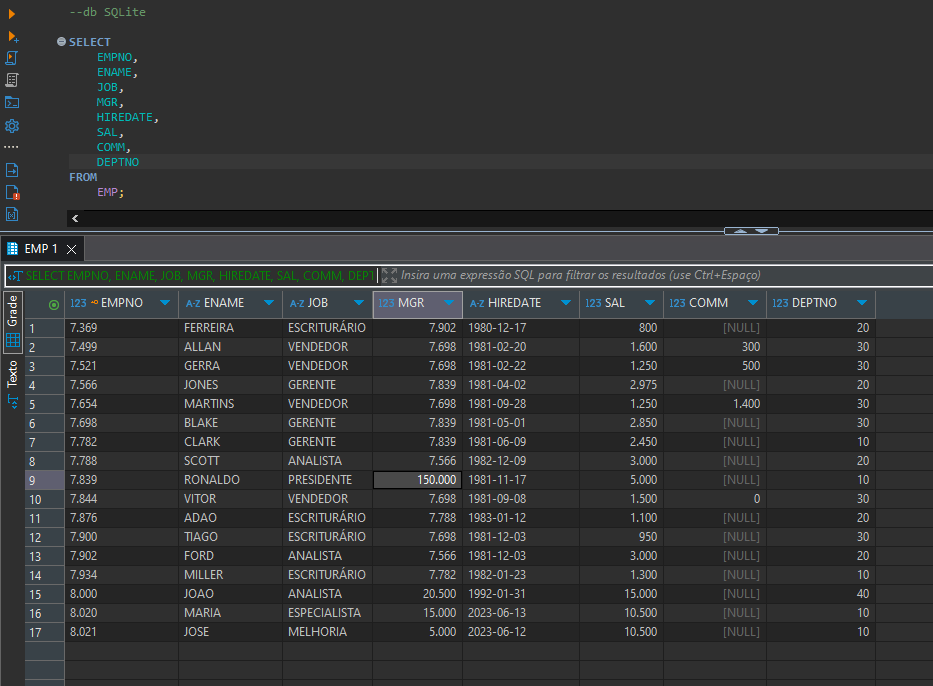 --db SQLite
SELECT
EMPNO,
ENAME,
JOB,
MGR,
HIREDATE,
SAL,
COMM,
DEPTNO
FROM
EMP;
EMP 1
SELECT EMPNO, ENAME, JOB, MGR, HIREDATE, SAL, COMM, DEPT Insira uma expressão SQL para filtrar os resultados (use Ctrl+Espaço)
Grade
Texto
123 EMPNO A-Z ENAME A-Z JOB 123 MGR A-Z HIREDATE 123 SAL 123 COMM 123 DEPTNO
1 7.369 FERREIRA ESCRITURÁRIO 7.902 1980-12-17 800 [NULL] 20
2 7.499 ALLAN VENDEDOR 7.698 1981-02-20 1.600 300 30
3 7.521 GERRA VENDEDOR 7.698 1981-02-22 1.250 500 30
4 7.566 JONES GERENTE 7.839 1981-04-02 2.975 [NULL] 20
5 7.654 MARTINS VENDEDOR 7.698 1981-09-28 1.250 1.400 30
6 7.698 BLAKE GERENTE 7.839 1981-05-01 2.850 [NULL] 30
7 7.782 CLARK GERENTE 7.839 1981-06-09 2.450 [NULL] 10
8 7.788 SCOTT ANALISTA 7.566 1982-12-09 3.000 [NULL] 20
9 7.839 RONALDO PRESIDENTE 150.000 1981-11-17 5.000 [NULL] 10
10 7.844 VITOR VENDEDOR 7.698 1981-09-08 1.500 0 30
11 7.876 ADAO ESCRITURÁRIO 7.788 1983-01-12 1.100 [NULL] 20
12 7.900 TIAGO ESCRITURÁRIO 7.698 1981-12-03 950 [NULL] 30
13 7.902 FORD ANALISTA 7.566 1981-12-03 3.000 [NULL] 20
14 7.934 MILLER ESCRITURÁRIO 7.782 1982-01-23 1.300 [NULL] 10
15 8.000 JOAO ANALISTA 20.500 1992-01-31 15.000 [NULL] 40
16 8.020 MARIA ESPECIALISTA 15.000 2023-06-13 10.500 [NULL] 10
17 8.021 JOSE MELHORIA 5.000 2023-06-12 10.500 [NULL] 10